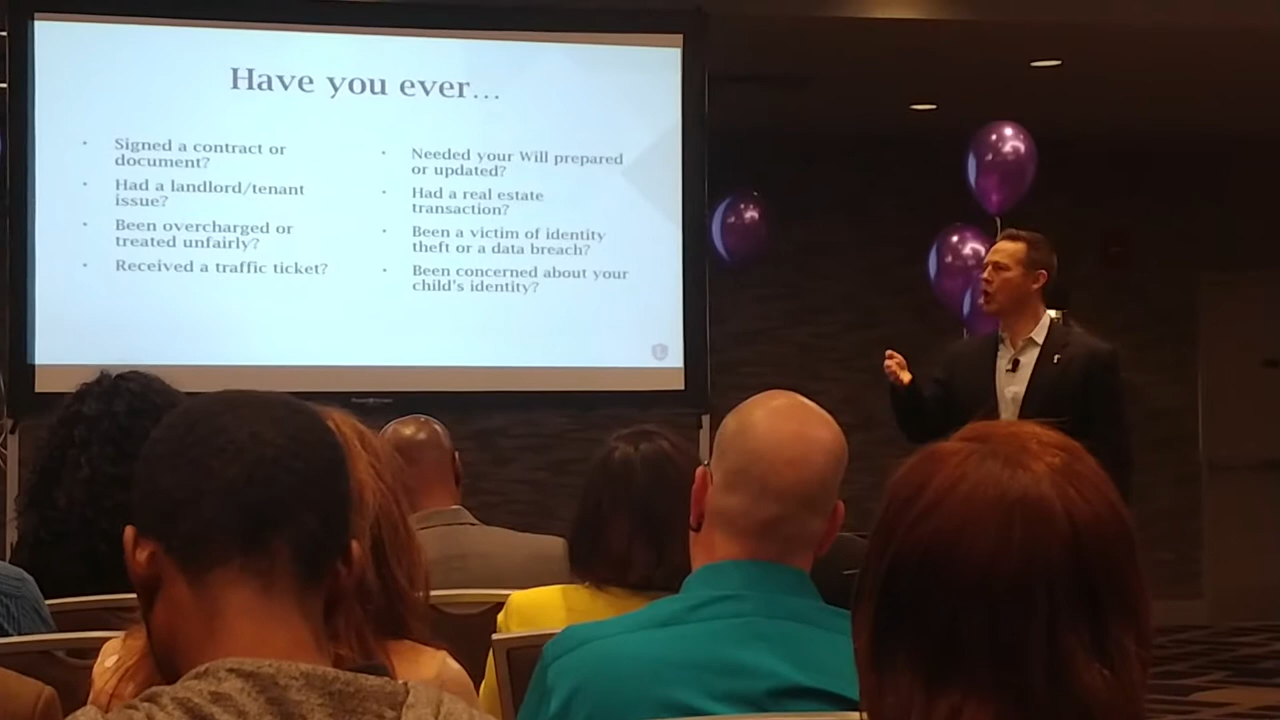 Have you ever...
Signed a contract or
document?
Had a landlord/tenant
issue?
Been overcharged or
treated unfairly?
Received a traffic ticket?
Needed your Will prepared
or updated?
Had a real estate
transaction?
Been a victim of identity
theft or a data breach?
Been concerned about your
child's identity?